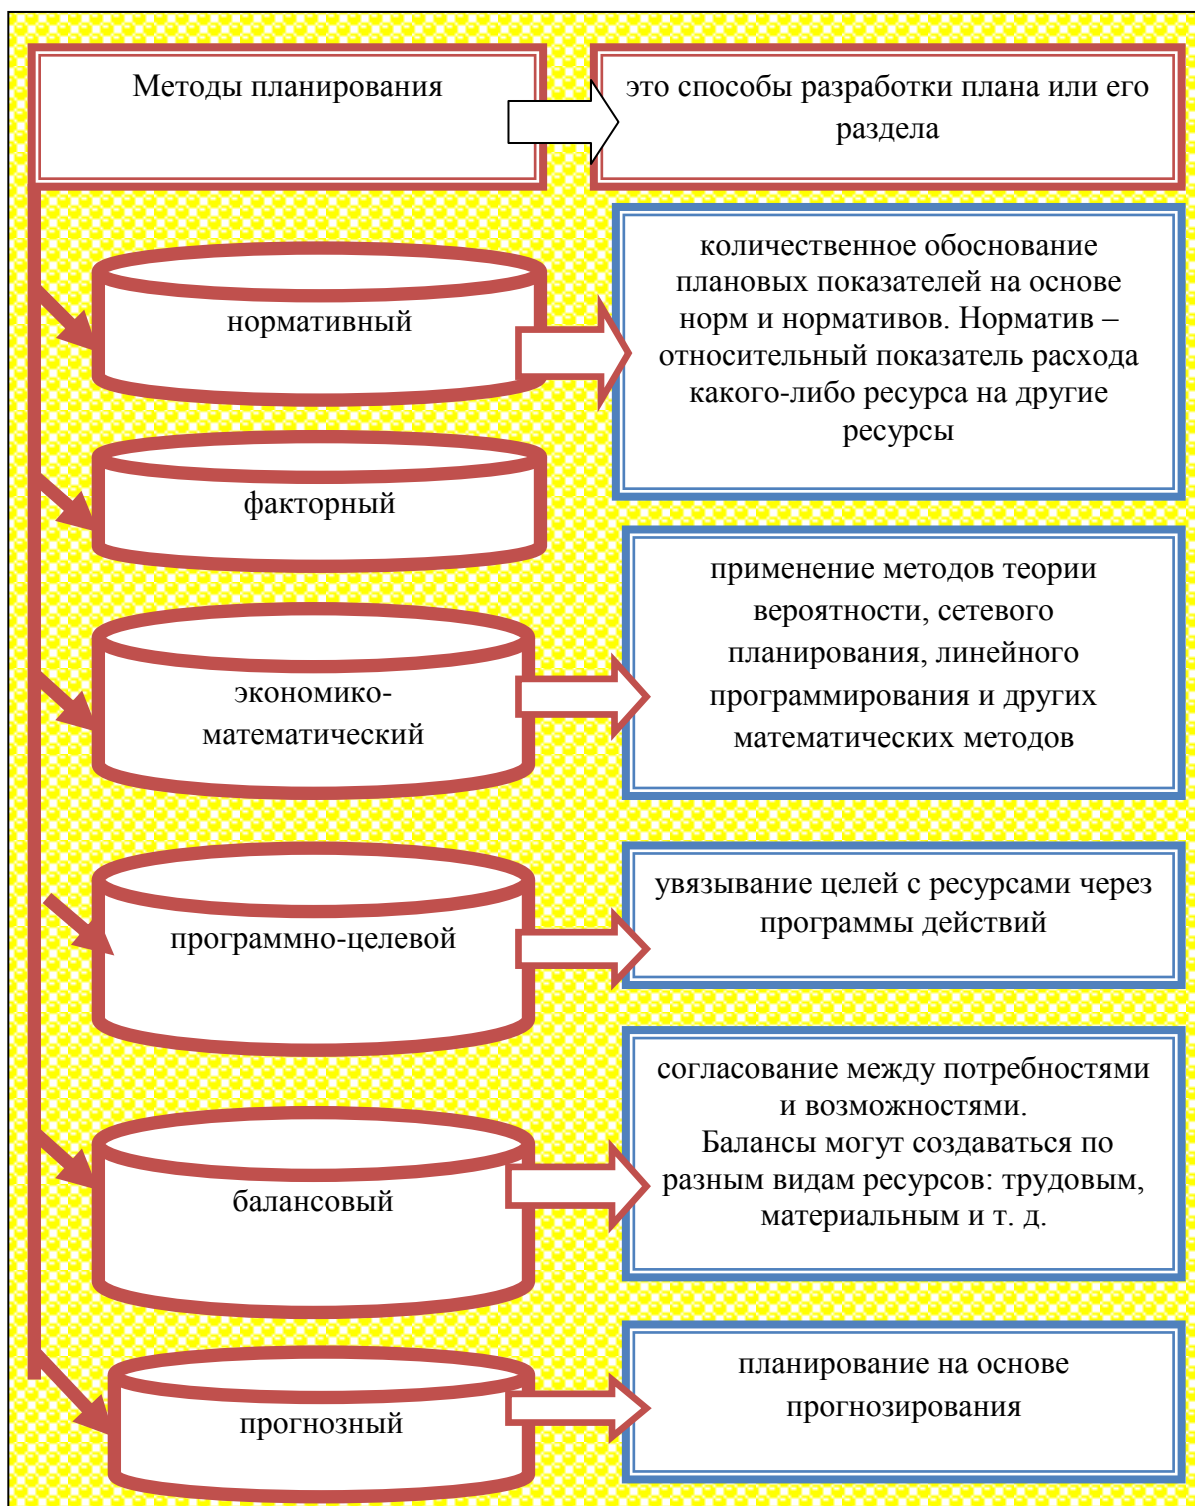 Методы планирования
это способы разработки плана или его
раздела
нормативный
количественное обоснование
плановых показателей на основе
норм и нормативов. Норматив –
относительный показатель расхода
какого-либо ресурса на другие
ресурсы
факторный
экономико-
математический
применение методов теории
вероятности, сетевого
планирования, линейного
программирования и других
математических методов
программно-целевой
увязывание целей с ресурсами через
программы действий
балансовый
согласование между потребностями
и возможностями.
Балансы могут создаваться по
разным видам ресурсов: трудовым,
материальным и т. д.
прогнозный
планирование на основе
прогнозирования